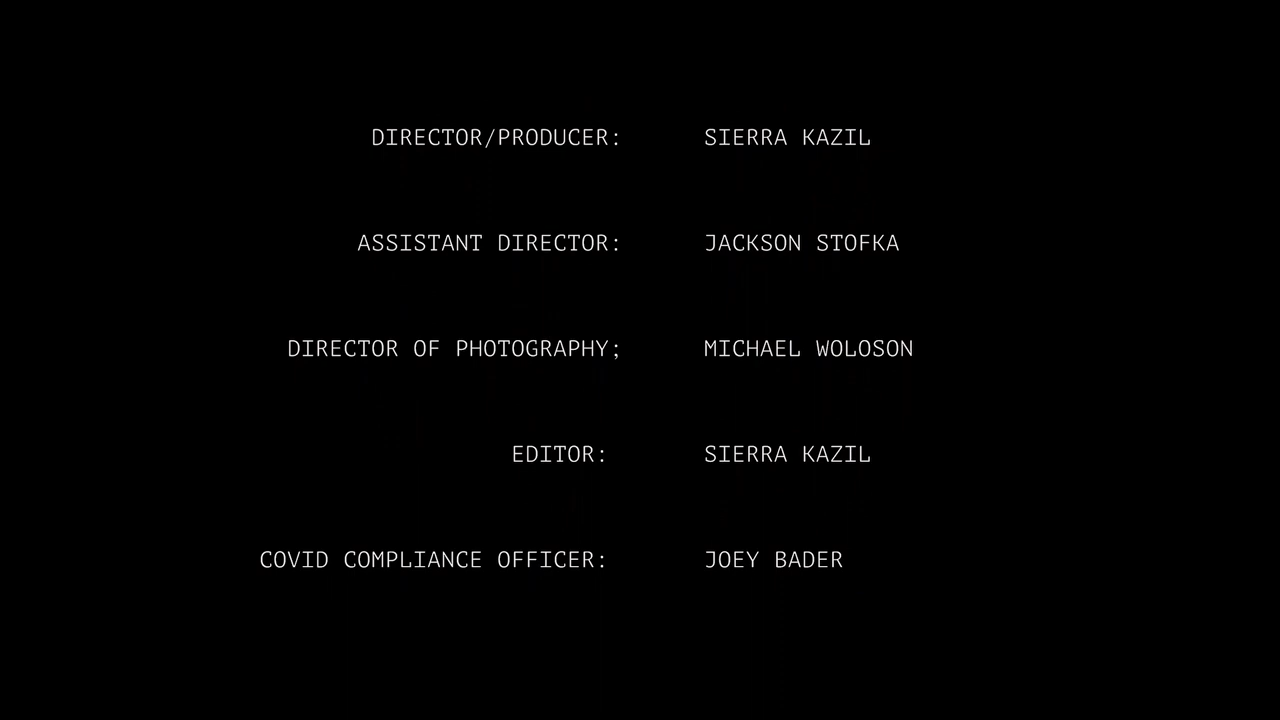 DIRECTOR/PRODUCER: SIERRA KAZIL
ASSISTANT DIRECTOR: JACKSON STOFKA
DIRECTOR OF PHOTOGRAPHY; MICHAEL WOLOSON
EDITOR: SIERRA KAZIL
COVID COMPLIANCE OFFICER: JOEY BADER